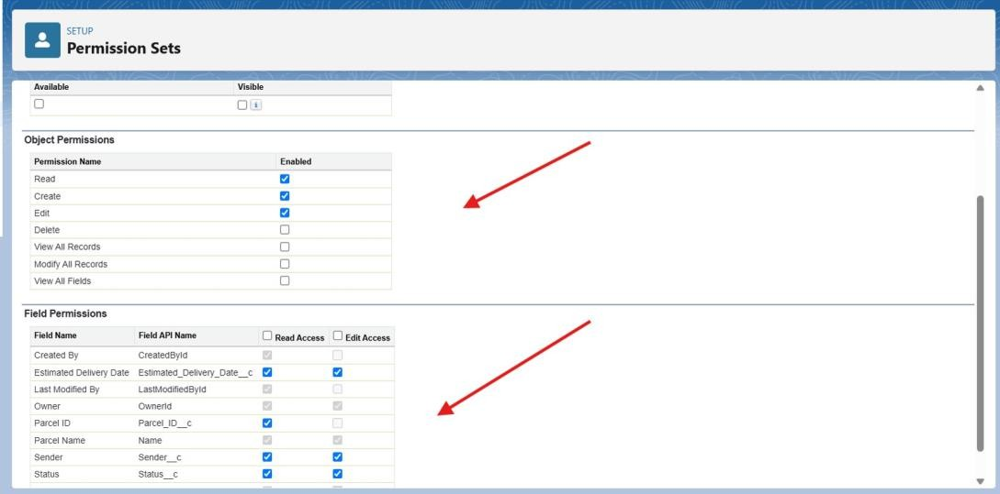 SETUP
Permission Sets
Available Visible
i
Object Permissions
Permission Name Enabled
Read
Create
Edit
Delete
View All Records
Modify All Records
View All Fields
Field Permissions
Field Name Field API Name Read Access Edit Access
Created By CreatedById
Estimated Delivery Date Estimated_Delivery_Date__c
Last Modified By LastModifiedById
Owner OwnerId
Parcel ID Parcel_ID__c
Parcel Name Name
Sender Sender__c
Status Status__c